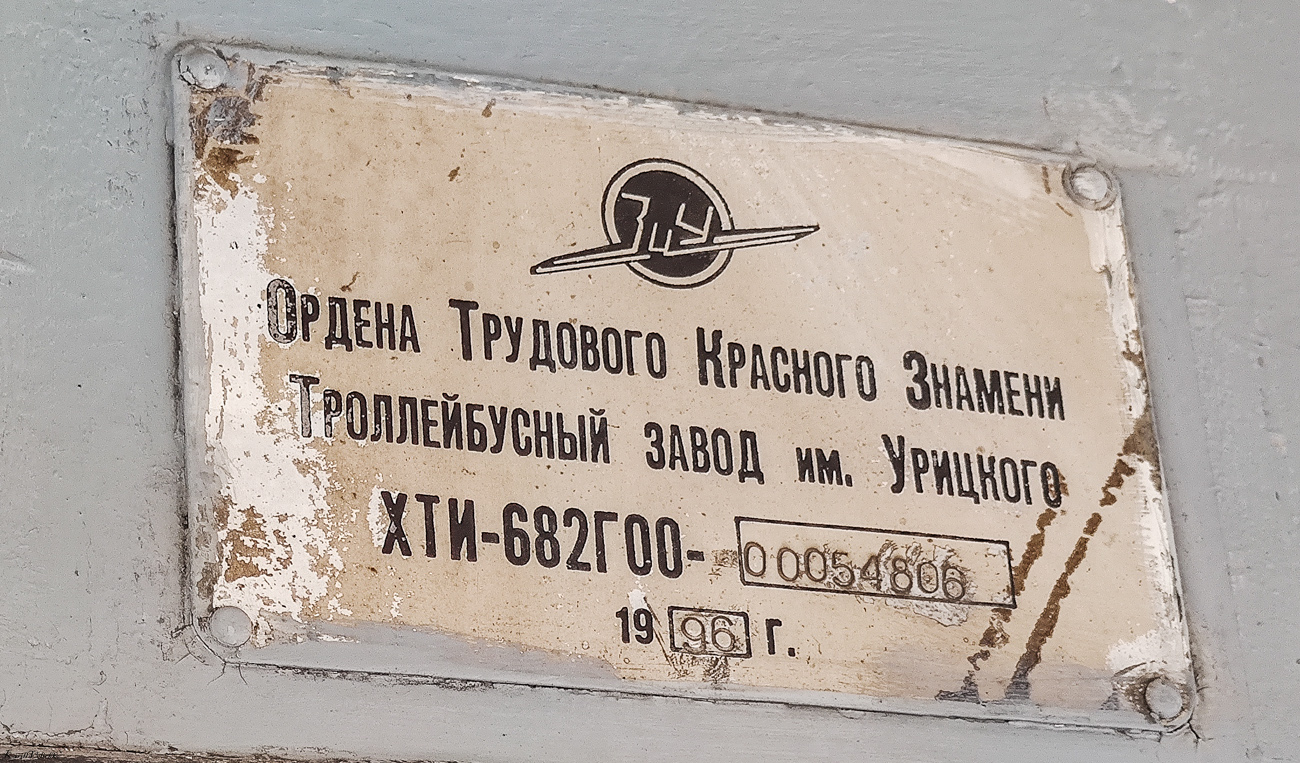 ЗиУ
Ордена Трудового Красного Знамени
Троллейбусный завод им. Урицкого
ХТИ-682Г00- 00054806
1996 г.